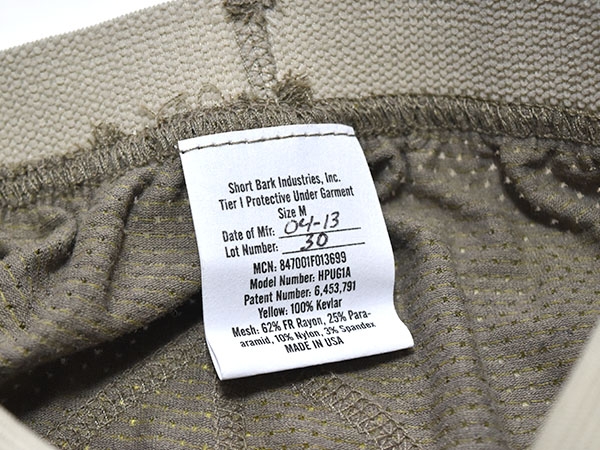 Short Bark Industries, Inc.
Tier I Protective Under Garment
Size M
Date of Mfr: 04-13
Lot Number: 30
MCN: 847001F013699
Model Number: HPUG1A
Patent Number: 6,453,791
Yellow: 100% Kevlar
Mesh: 62% FR Rayon, 25% Para-
aramid, 10% Nylon, 3% Spandex
MADE IN USA